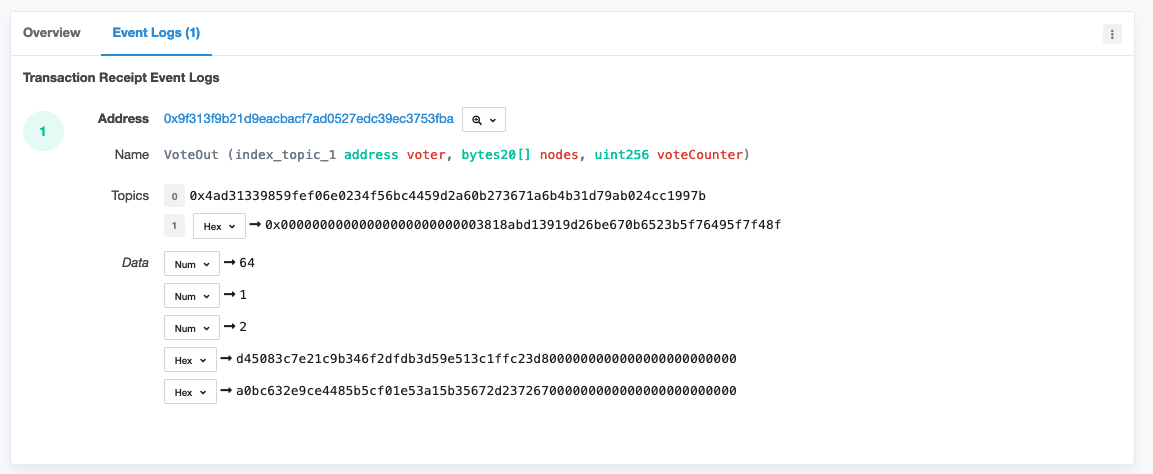 Overview
Event Logs (1)
Transaction Receipt Event Logs
1
Address 0x9f313f9b21d9eacbacf7ad0527edc39ec3753fba
Name VoteOut (index_topic_1 address voter, bytes20[] nodes, uint256 voteCounter)
Topics 0 0x4ad31339859fef06e0234f56bc4459d2a60b273671a6b4b31d79ab024cc1997b
1 Hex → 0x00000000000000000000000003818abd13919d26be670b6523b5f76495f7f48f
Data Num → 64
Num → 1
Num → 2
Hex → d45083c7e21c9b346f2dfdb3d59e513c1ffc23d8000000000000000000000000
Hex → a0bc632e9ce4485b5cf01e53a15b35672d237267000000000000000000000000